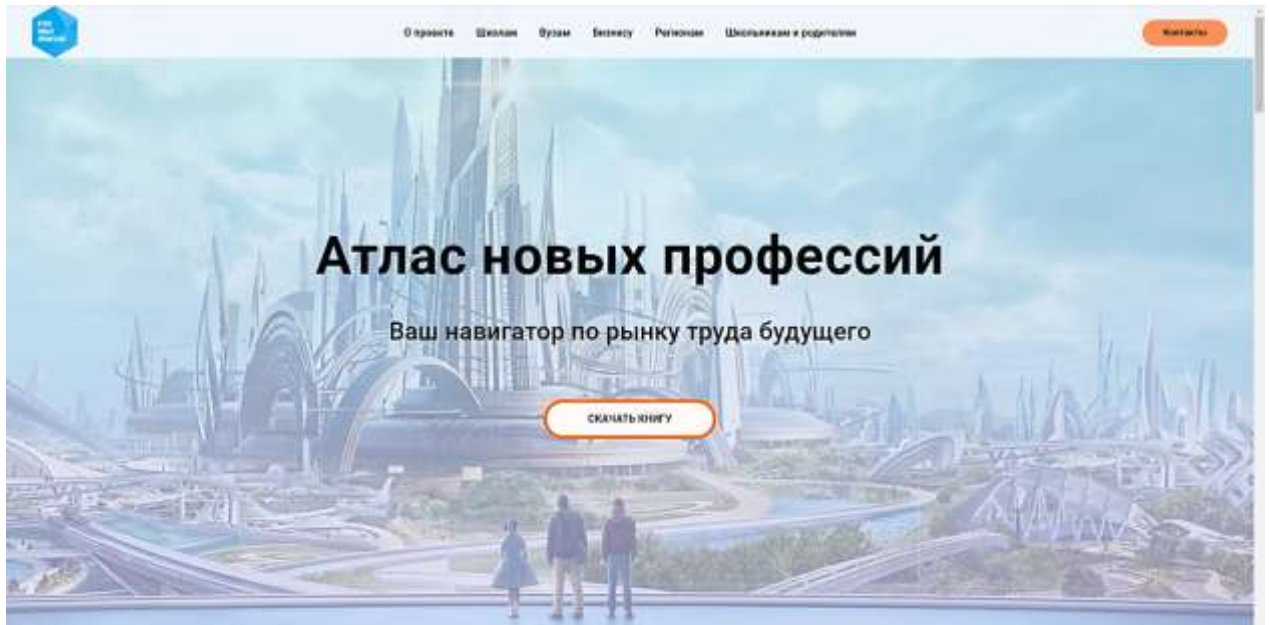 О проекте Школам Вузам Бизнесу Регионам Школьникам и родителям
Контакты
Атлас новых профессий
Ваш навигатор по рынку труда будущего
СКАЧАТЬ КНИГУ